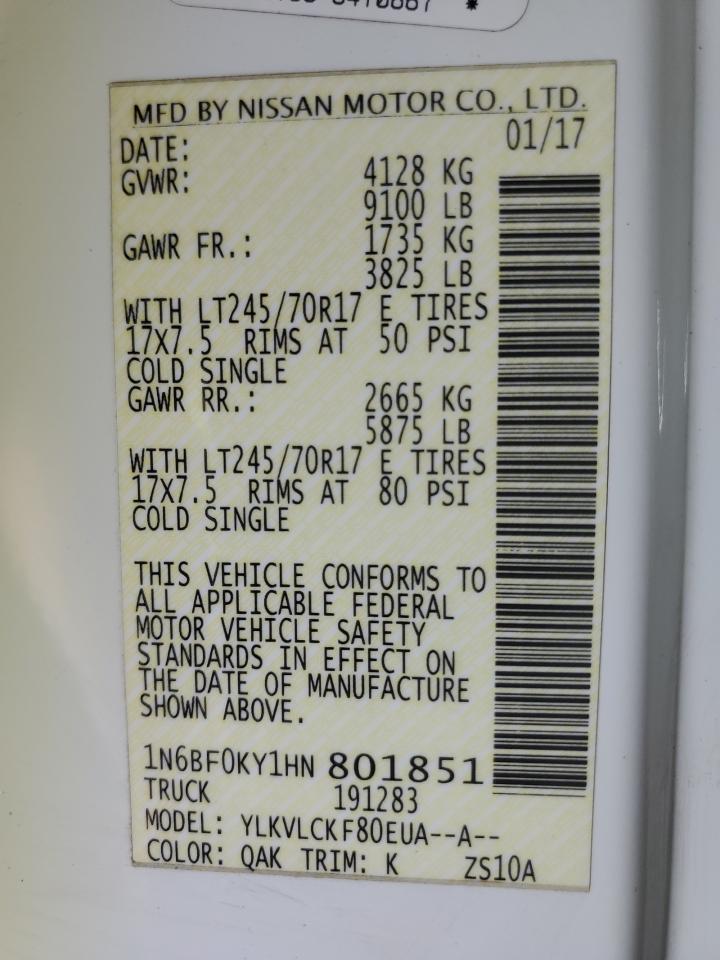 MFD BY NISSAN MOTOR CO., LTD.
DATE: 01/17
GVWR: 4128 KG
9100 LB
GAWR FR.: 1735 KG
3825 LB
WITH LT245/70R17 E TIRES
17X7.5 RIMS AT 50 PSI
COLD SINGLE
GAWR RR.: 2665 KG
5875 LB
WITH LT245/70R17 E TIRES
17X7.5 RIMS AT 80 PSI
COLD SINGLE
THIS VEHICLE CONFORMS TO
ALL APPLICABLE FEDERAL
MOTOR VEHICLE SAFETY
STANDARDS IN EFFECT ON
THE DATE OF MANUFACTURE
SHOWN ABOVE.
1N6BF0KY1HN 801851
TRUCK 191283
MODEL: YLKVLCKF80EUA--A--
COLOR: QAK TRIM: K ZS10A